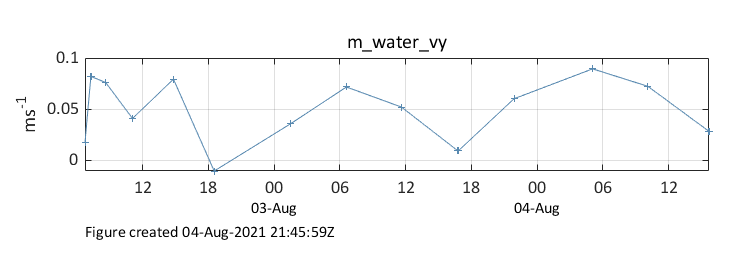 m_water_vy
ms-1
0.1
0.05
0
12 18 00 06 12 18 00 06 12
03-Aug 04-Aug
Figure created 04-Aug-2021 21:45:59Z